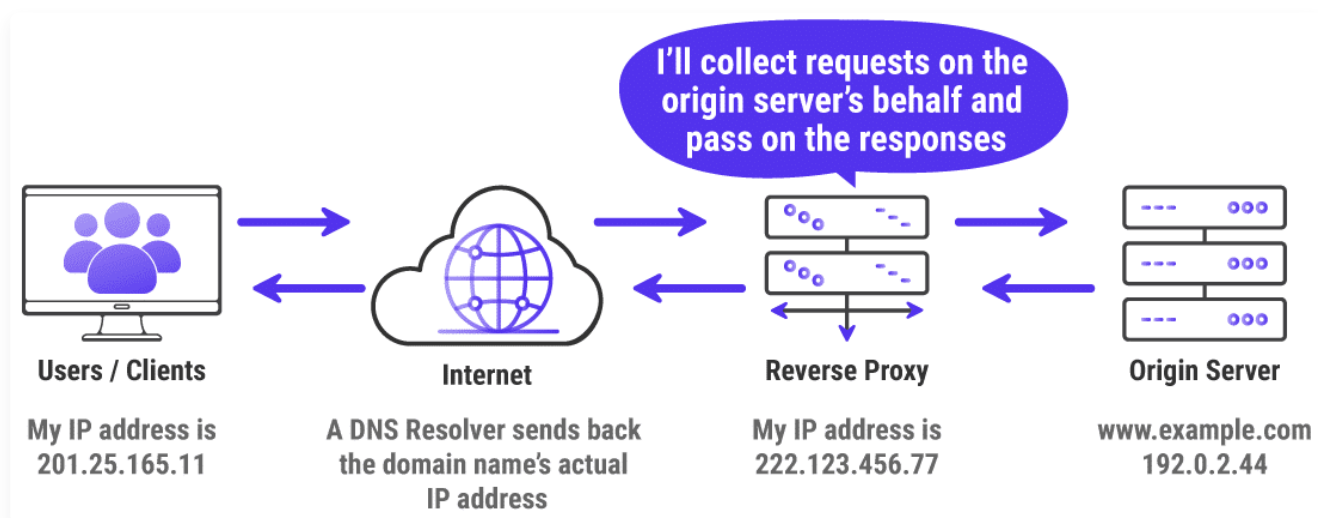 I'll collect requests on the
origin server's behalf and
pass on the responses
Users / Clients
My IP address is
201.25.165.11
Internet
A DNS Resolver sends back
the domain name's actual
IP address
Reverse Proxy
My IP address is
222.123.456.77
Origin Server
www.example.com
192.0.2.44